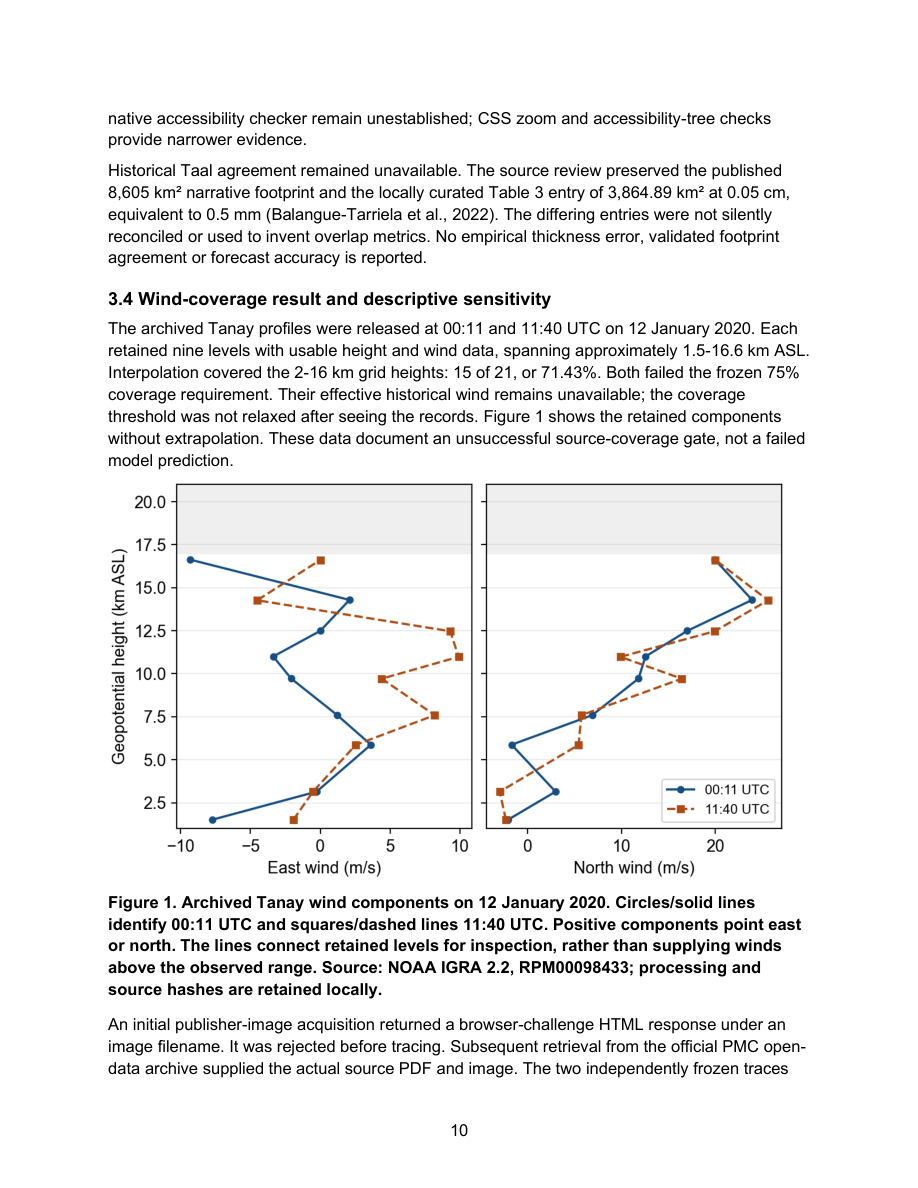 native accessibility checker remain unestablished; CSS zoom and accessibility-tree checks
provide narrower evidence.
Historical Taal agreement remained unavailable. The source review preserved the published
8,605 km² narrative footprint and the locally curated Table 3 entry of 3,864.89 km² at 0.05 cm,
equivalent to 0.5 mm (Balangue-Tarriela et al., 2022). The differing entries were not silently
reconciled or used to invent overlap metrics. No empirical thickness error, validated footprint
agreement or forecast accuracy is reported.
3.4 Wind-coverage result and descriptive sensitivity
The archived Tanay profiles were released at 00:11 and 11:40 UTC on 12 January 2020. Each
retained nine levels with usable height and wind data, spanning approximately 1.5-16.6 km ASL.
Interpolation covered the 2-16 km grid heights: 15 of 21, or 71.43%. Both failed the frozen 75%
coverage requirement. Their effective historical wind remains unavailable; the coverage
threshold was not relaxed after seeing the records. Figure 1 shows the retained components
without extrapolation. These data document an unsuccessful source-coverage gate, not a failed
model prediction.
Geopotential height (km ASL)
20.0
17.5
15.0
12.5
10.0
7.5
5.0
2.5
−10 −5 0 5 10
East wind (m/s)
00:11 UTC
11:40 UTC
0 10 20
North wind (m/s)
Figure 1. Archived Tanay wind components on 12 January 2020. Circles/solid lines
identify 00:11 UTC and squares/dashed lines 11:40 UTC. Positive components point east
or north. The lines connect retained levels for inspection, rather than supplying winds
above the observed range. Source: NOAA IGRA 2.2, RPM00098433; processing and
source hashes are retained locally.
An initial publisher-image acquisition returned a browser-challenge HTML response under an
image filename. It was rejected before tracing. Subsequent retrieval from the official PMC open-
data archive supplied the actual source PDF and image. The two independently frozen traces
10